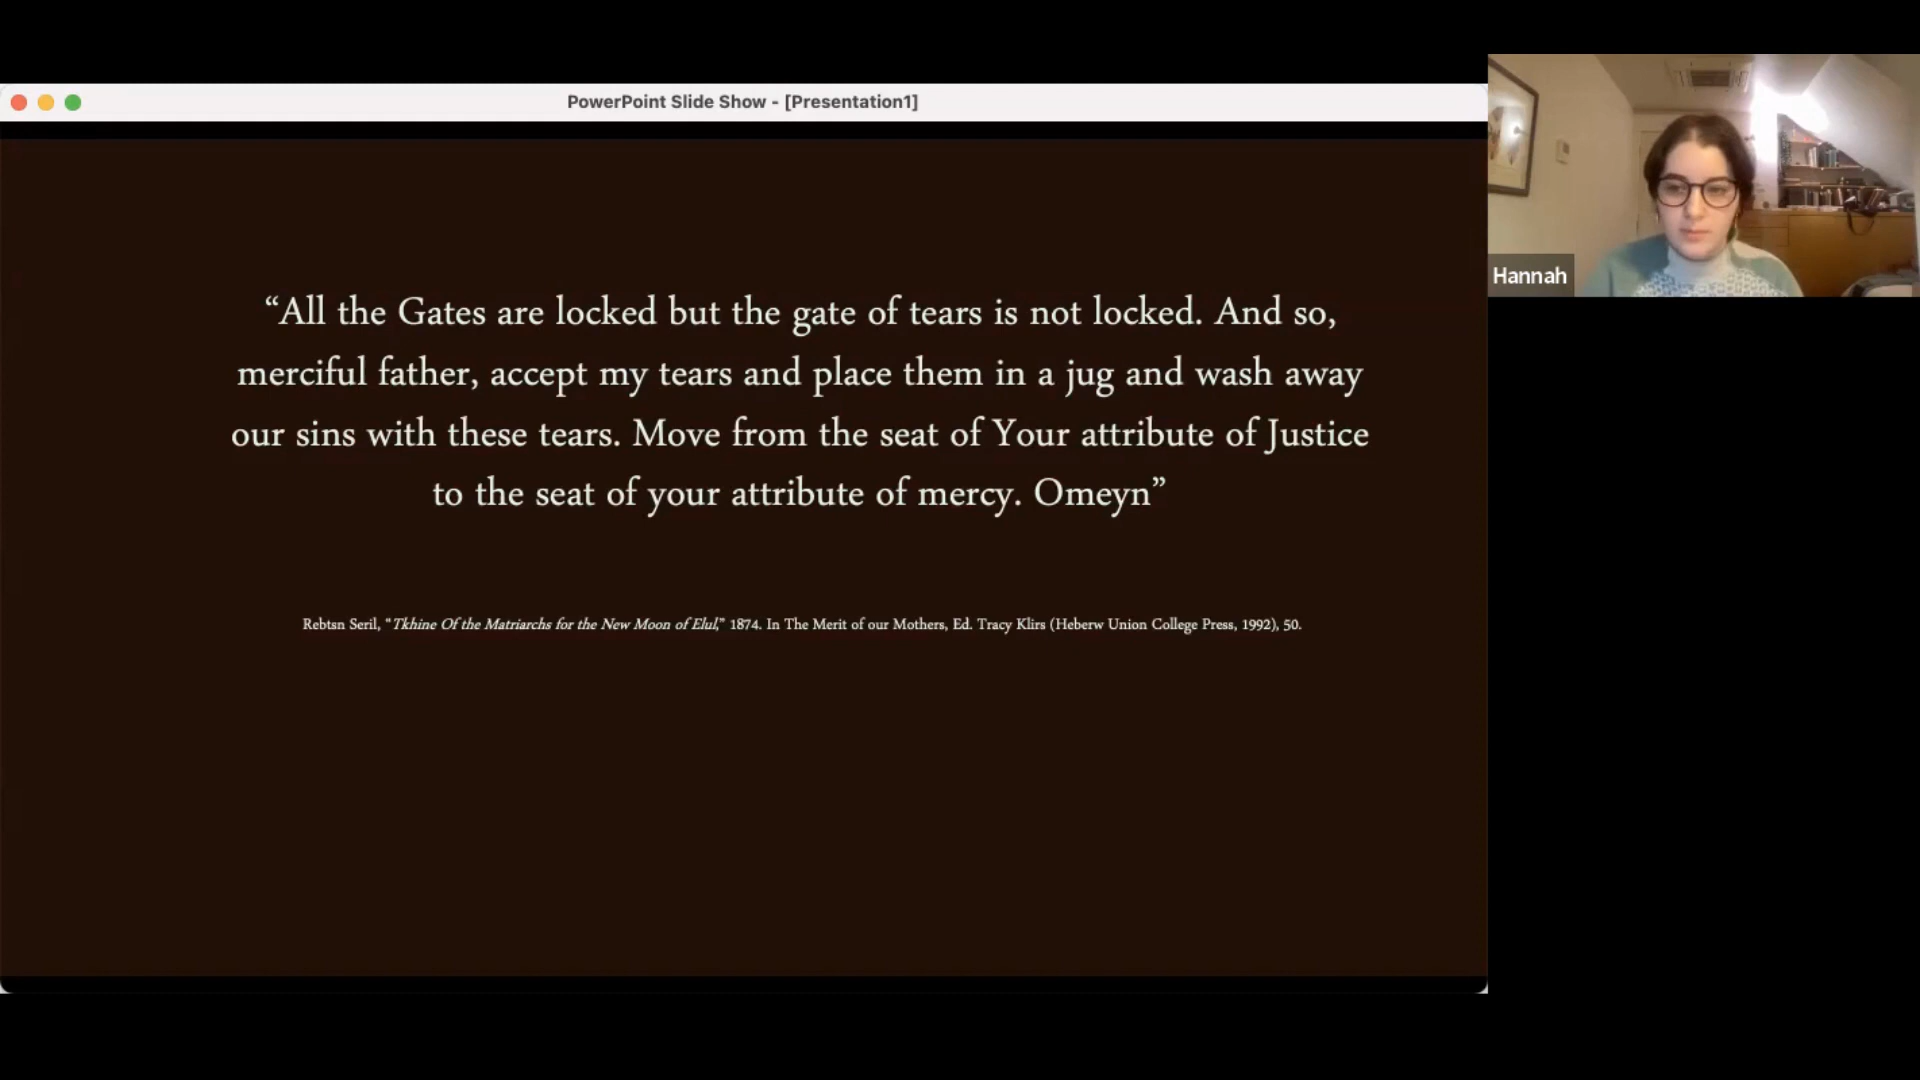 PowerPoint Slide Show - [Presentation1]
“All the Gates are locked but the gate of tears is not locked. And so,
merciful father, accept my tears and place them in a jug and wash away
our sins with these tears. Move from the seat of Your attribute of Justice
to the seat of your attribute of mercy. Omeyn”
Rebtsn Seril, “Tkhine Of the Matriarchs for the New Moon of Elul,” 1874. In The Merit of our Mothers, Ed. Tracy Klirs (Heberw Union College Press, 1992), 50.
Hannah